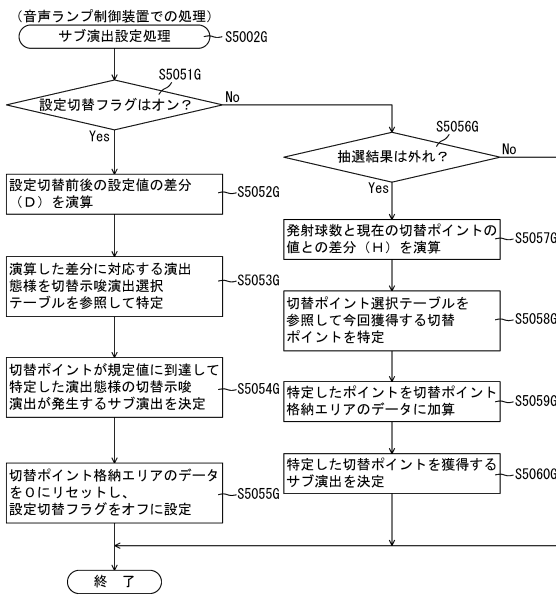 (音声ランプ制御装置での処理)
サブ演出設定処理
S5002G
S5051G
設定切替フラグはオン?
No
Yes
S5056G
抽選結果は外れ?
No
Yes
設定切替前後の設定値の差分
(D)を演算
S5052G
発射球数と現在の切替ポイントの
値との差分(H)を演算
S5057G
演算した差分に対応する演出
態様を切替示唆演出選択
テーブルを参照して特定
S5053G
切替ポイント選択テーブルを
参照して今回獲得する切替
ポイントを特定
S5058G
切替ポイントが規定値に到達して
特定した演出態様の切替示唆
演出が発生するサブ演出を決定
S5054G
特定したポイントを切替ポイント
格納エリアのデータに加算
S5059G
切替ポイント格納エリアのデータ
を0にリセットし、
設定切替フラグをオフに設定
S5055G
特定した切替ポイントを獲得する
サブ演出を決定
S5060G
終 了